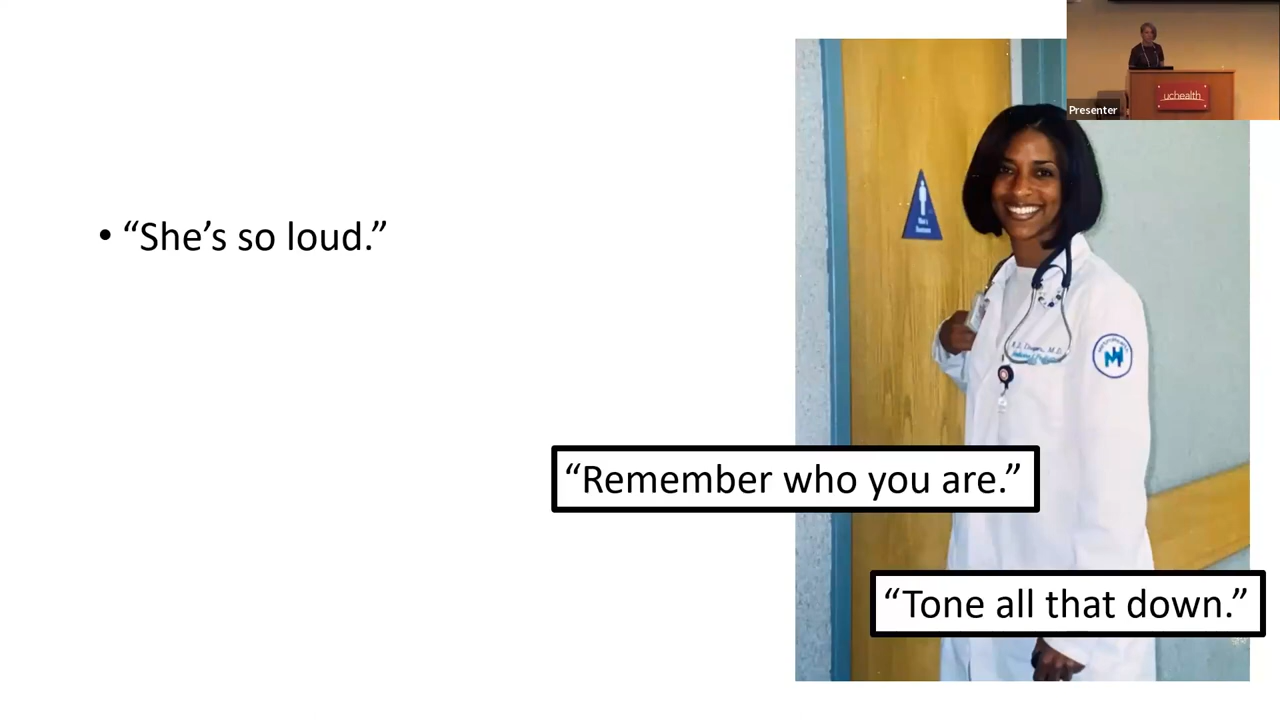 Presenter
uchealth
• “She’s so loud.”
“Remember who you are.”
“Tone all that down.”